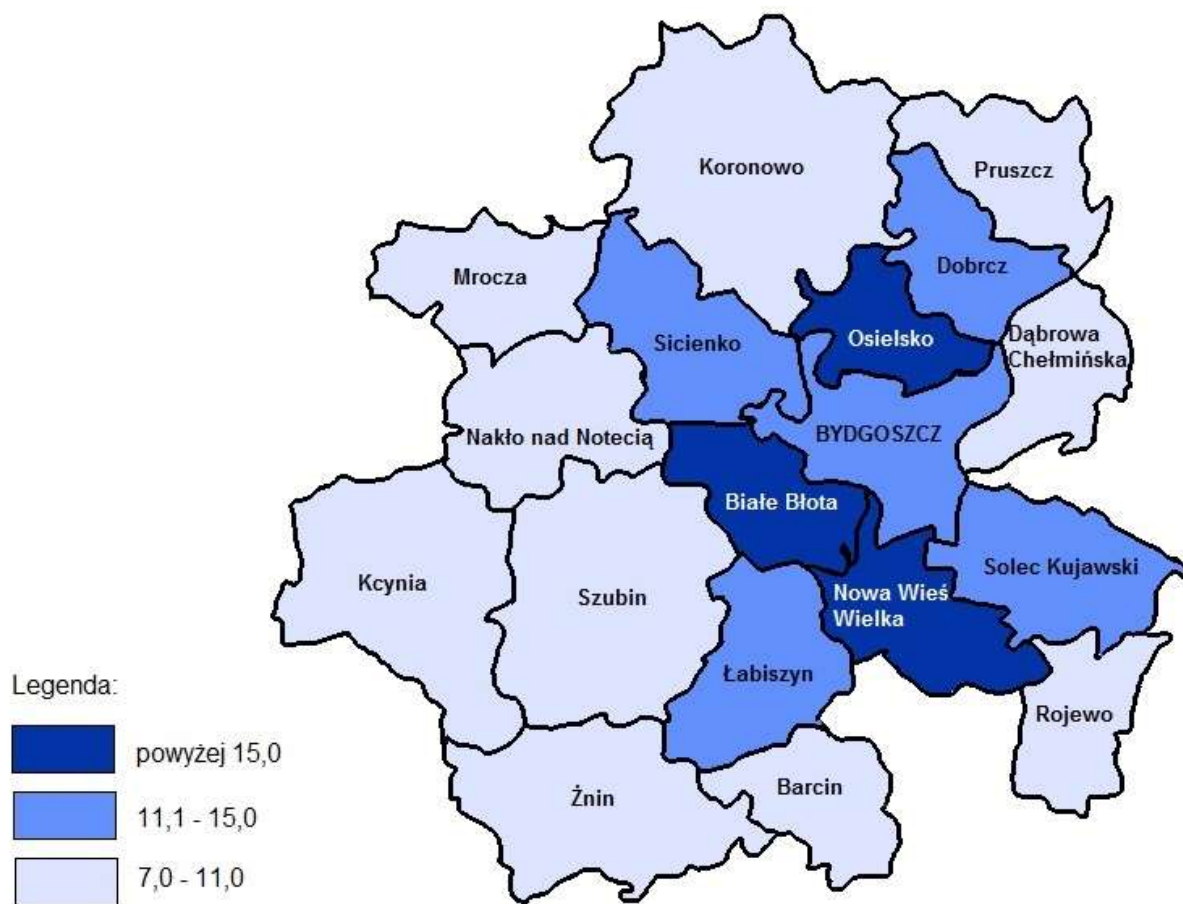 Koronowo
Pruszcz
Mrocza
Dobrcz
Sicienko
Osielsko
Dąbrowa
Chełmińska
Nakło nad Notecią
BYDGOSZCZ
Białe Błota
Kcynia
Szubin
Solec Kujawski
Nowa Wieś
Wielka
Łabiszyn
Rojewo
Żnin
Barcin
Legenda:
powyżej 15,0
11,1 - 15,0
7,0 - 11,0